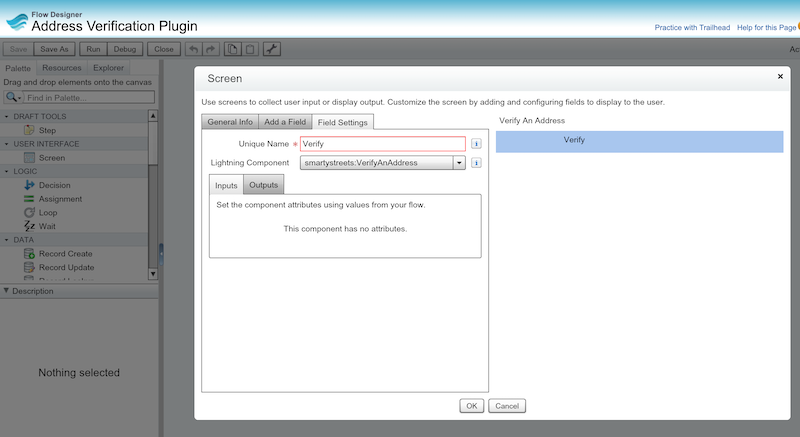 Flow Designer
Address Verification Plugin
Practice with Trailhead Help for this Page
Save Save As Run Debug Close
Palette Resources Explorer
Drag and drop elements onto the canvas
Find in Palette...
DRAFT TOOLS
Step
USER INTERFACE
Screen
LOGIC
Decision
Assignment
Loop
Wait
DATA
Record Create
Record Update
Description
Nothing selected
Screen
Use screens to collect user input or display output. Customize the screen by adding and configuring fields to display to the user.
General Info Add a Field Field Settings
Unique Name * Verify
Lightning Component smartystreets:VerifyAnAddress
Inputs Outputs
Set the component attributes using values from your flow.
This component has no attributes.
Verify An Address
Verify
OK Cancel